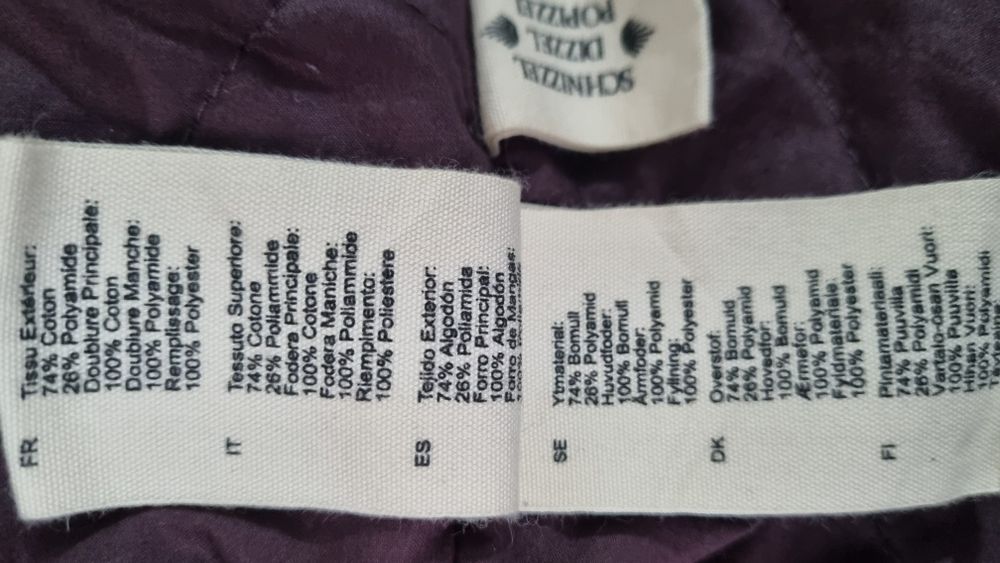 SCHNIZZEL
DIZZEL
POPIZZEL
FR
Tissu Extérieur:
74% Coton
26% Polyamide
Doublure Principale:
100% Coton
Doublure Manche:
100% Polyamide
Remplissage:
100% Polyester
IT
Tessuto Superiore:
74% Cotone
26% Poliammide
Fodera Principale:
100% Cotone
Fodera Maniche:
100% Poliammide
Riempimento:
100% Poliestere
ES
Tejido Exterior:
74% Algodón
26% Poliamida
Forro Principal:
100% Algodón
Forro de Mangas:
SE
Ytmaterial:
74% Bomull
26% Polyamid
Huvudfoder:
100% Bomull
Ärmfoder:
100% Polyamid
Fyllning:
100% Polyester
DK
Overstof:
74% Bomuld
26% Polyamid
Hovedfor:
100% Bomuld
Ærmefor:
100% Polyamid
Fyldmateriale:
100% Polyester
FI
Pintamateriaali:
74% Puuvilla
26% Polyamidi
Vartalo-osan Vuori:
100% Puuvilla
Hihan Vuori:
100% Polyamidi